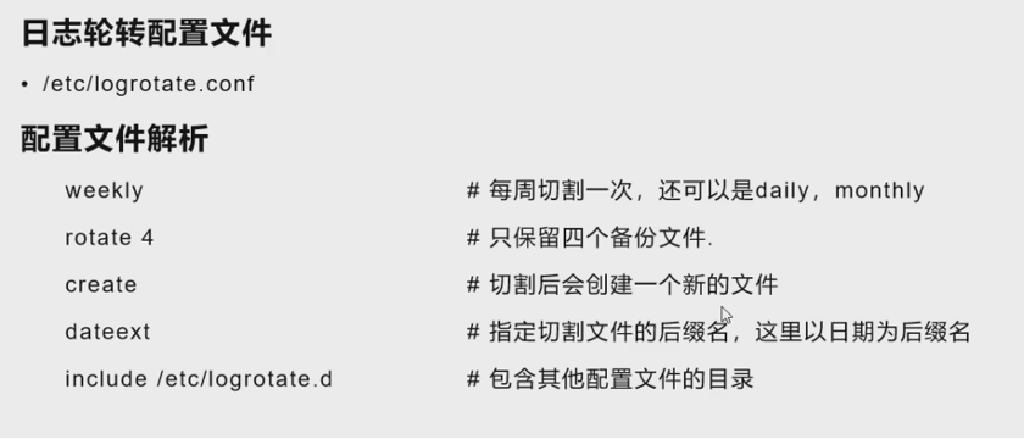 日志轮转配置文件
• /etc/logrotate.conf
配置文件解析
weekly # 每周切割一次，还可以是daily，monthly
rotate 4 # 只保留四个备份文件.
create # 切割后会创建一个新的文件
dateext # 指定切割文件的后缀名，这里以日期为后缀名
include /etc/logrotate.d # 包含其他配置文件的目录